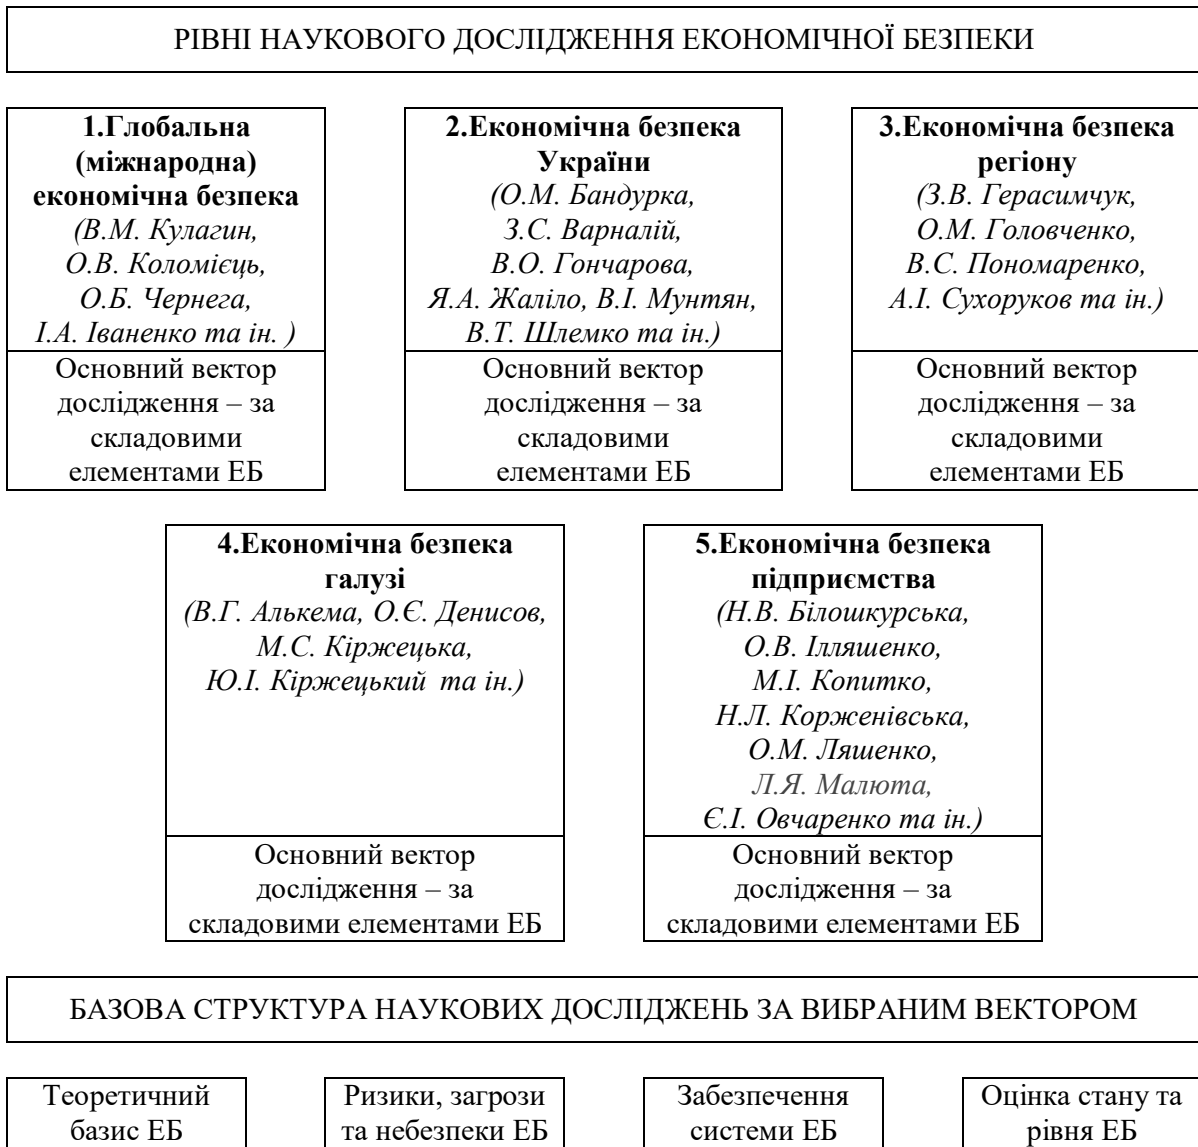 РІВНІ НАУКОВОГО ДОСЛІДЖЕННЯ ЕКОНОМІЧНОЇ БЕЗПЕКИ
1.Глобальна
(міжнародна)
економічна безпека
(В.М. Кулагин,
О.В. Коломієць,
О.Б. Чернега,
І.А. Іваненко та ін. )
Основний вектор
дослідження – за
складовими
елементами ЕБ
2.Економічна безпека
України
(О.М. Бандурка,
З.С. Варналій,
В.О. Гончарова,
Я.А. Жаліло, В.І. Мунтян,
В.Т. Шлемко та ін.)
Основний вектор
дослідження – за
складовими
елементами ЕБ
3.Економічна безпека
регіону
(З.В. Герасимчук,
О.М. Головченко,
В.С. Пономаренко,
А.І. Сухоруков та ін.)
Основний вектор
дослідження – за
складовими
елементами ЕБ
4.Економічна безпека
галузі
(В.Г. Алькема, О.Є. Денисов,
М.С. Кіржецька,
Ю.І. Кіржецький та ін.)
Основний вектор
дослідження – за
складовими елементами ЕБ
5.Економічна безпека
підприємства
(Н.В. Білошкурська,
О.В. Ілляшенко,
М.І. Копитко,
Н.Л. Корженівська,
О.М. Ляшенко,
Л.Я. Малюта,
Є.І. Овчаренко та ін.)
Основний вектор
дослідження – за
складовими елементами ЕБ
БАЗОВА СТРУКТУРА НАУКОВИХ ДОСЛІДЖЕНЬ ЗА ВИБРАНИМ ВЕКТОРОМ
Теоретичний
базис ЕБ
Ризики, загрози
та небезпеки ЕБ
Забезпечення
системи ЕБ
Оцінка стану та
рівня ЕБ